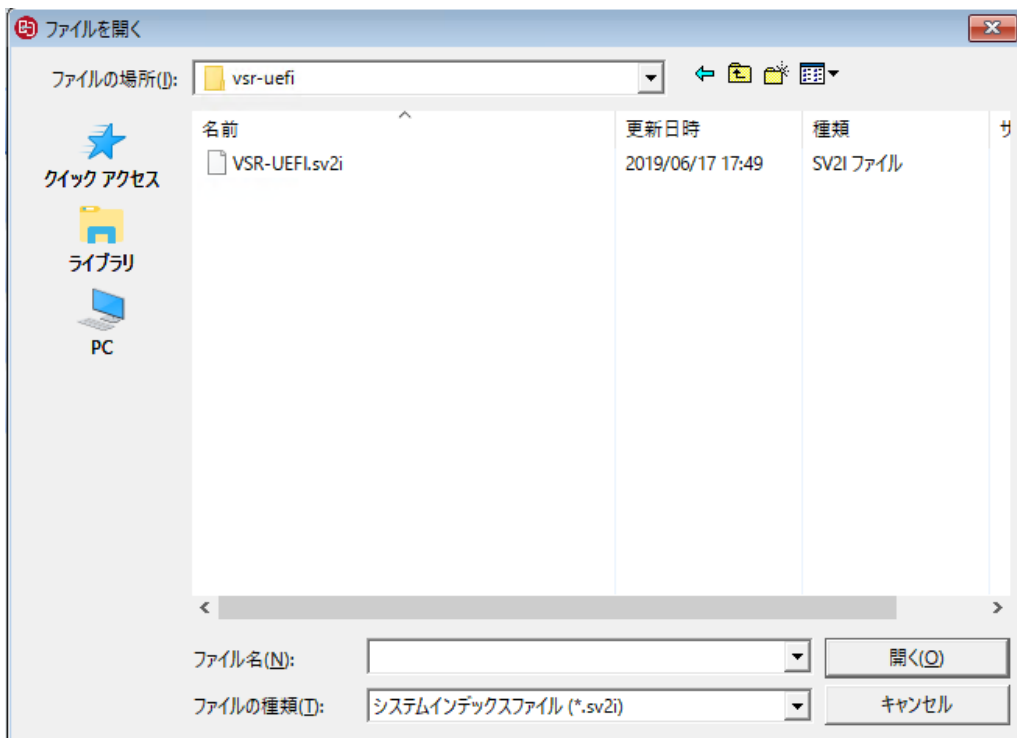 ファイルを開く
ファイルの場所(I): vsr-uefi
名前 更新日時 種類 サ
VSR-UEFI.sv2i 2019/06/17 17:49 SV2I ファイル
クイック アクセス
ライブラリ
PC
ファイル名(N): 開く(O)
ファイルの種類(T): システムインデックスファイル (*.sv2i) キャンセル